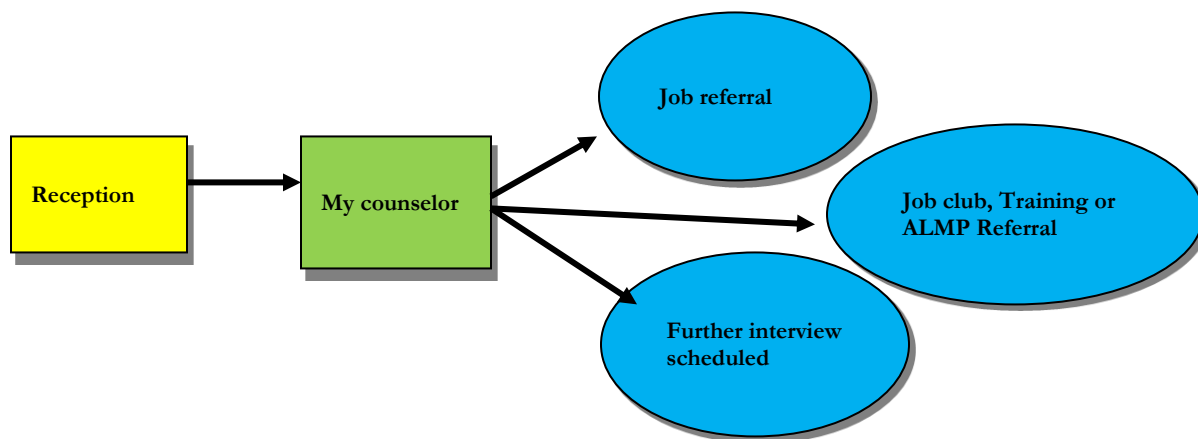 Reception
My counselor
Job referral
Job club, Training or
ALMP Referral
Further interview
scheduled